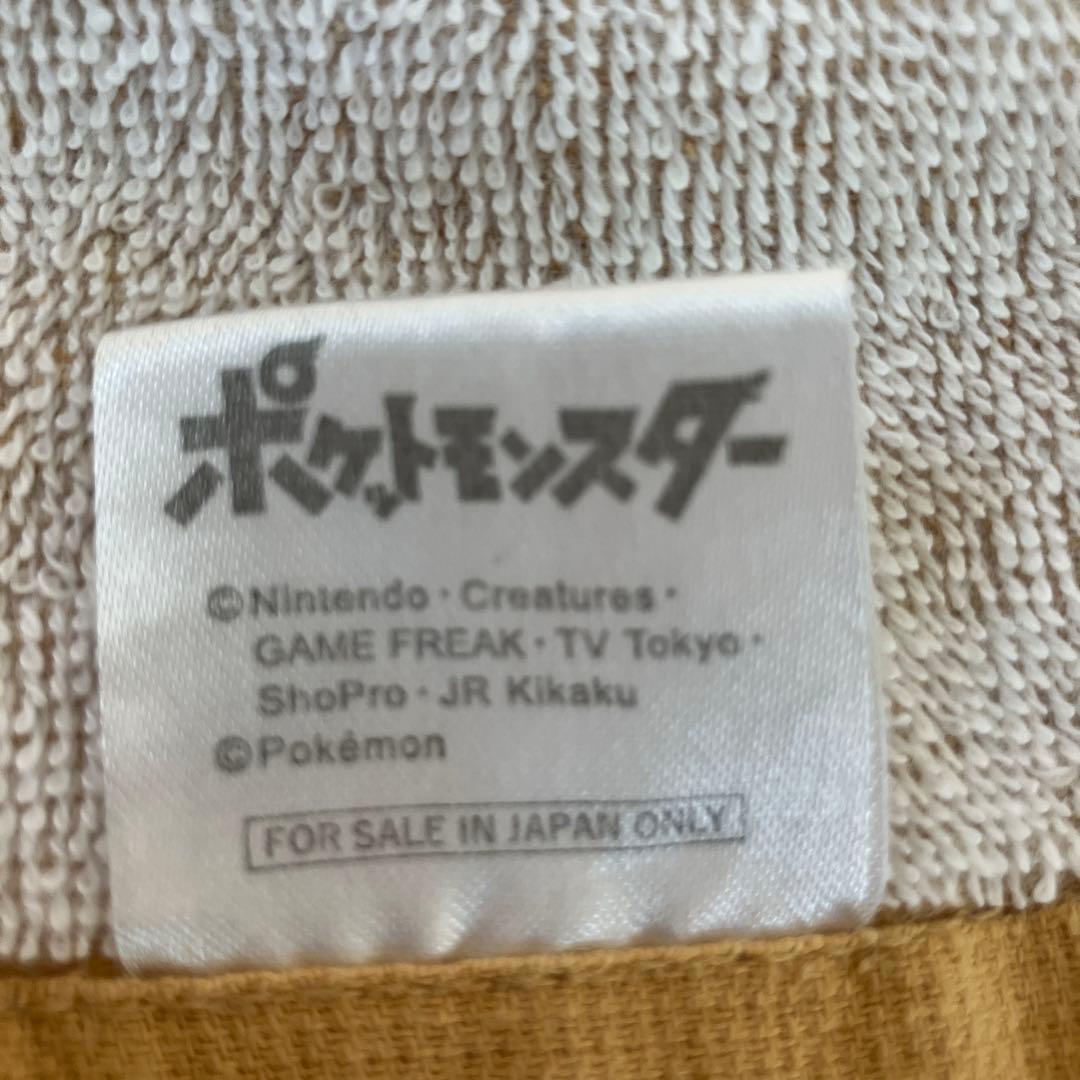 ポケットモンスター
©Nintendo・Creatures・
GAME FREAK・TV Tokyo・
ShoPro・JR Kikaku
©Pokémon
FOR SALE IN JAPAN ONLY